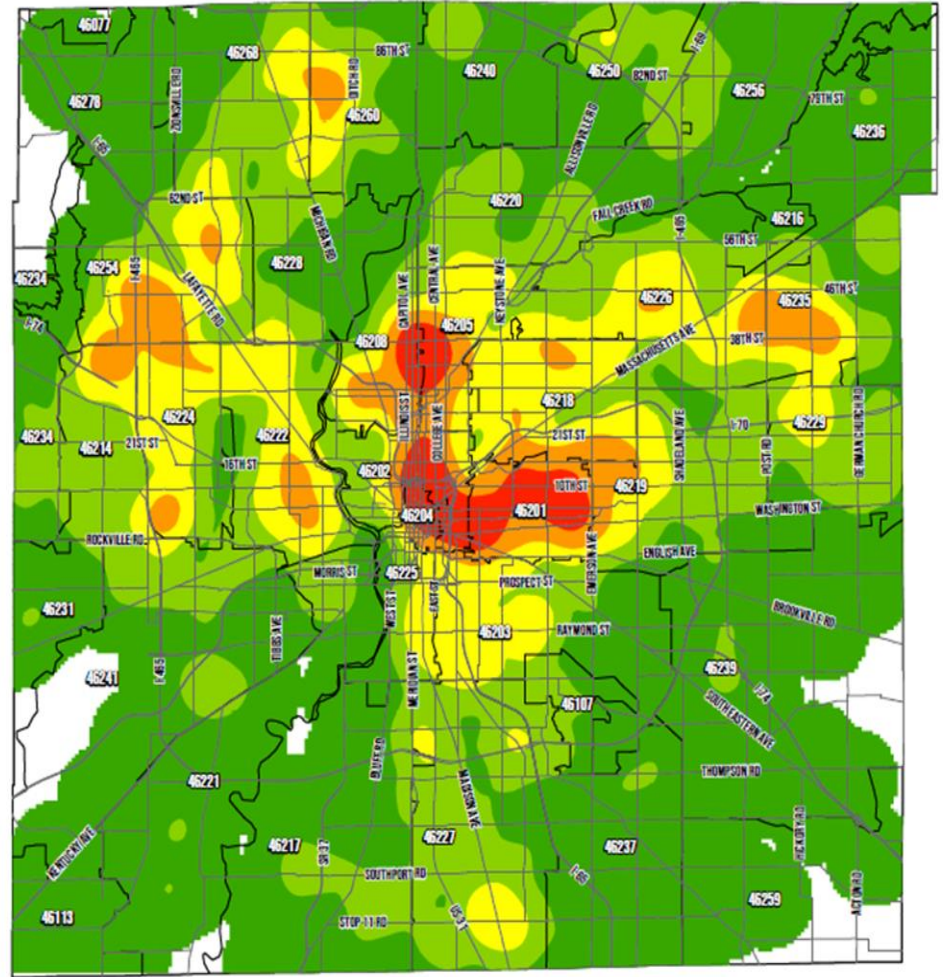 46077
46268
86TH ST
I-69
46240
46250
82ND ST
ZIONSVILLE RD
DITCH RD
46278
46256
79TH ST
46260
ALLISONVILLE RD
46236
I-65
62ND ST
46220
FALL CREEK RD
MICHIGAN RD
46216
I-465
56TH ST
46234
46254
I-465
46228
CAPITOL AVE
CENTRAL AVE
KEYSTONE AVE
LAFAYETTE RD
46226
46TH ST
46235
I-74
46208
46205
MASSACHUSETTS AVE
38TH ST
46224
ILLINOIS ST
COLLEGE AVE
46218
46229
GERMAN CHURCH RD
46234
46214
21ST ST
46222
21ST ST
SHADELAND AVE
I-70
POST RD
16TH ST
46202
10TH ST
46219
46204
46201
WASHINGTON ST
ROCKVILLE RD
ENGLISH AVE
EMERSON AVE
MORRIS ST
46225
PROSPECT ST
WEST ST
EAST ST
46231
BROOKVILLE RD
TIBBS AVE
46203
RAYMOND ST
I-465
46241
MERIDIAN ST
46239
I-74
46107
SOUTHEASTERN AVE
BLUFF RD
46221
MADISON AVE
THOMPSON RD
KENTUCKY AVE
46217
SR 37
46227
46237
HICKORY RD
SOUTHPORT RD
I-65
46259
ACTON RD
46113
STOP 11 RD
US 31